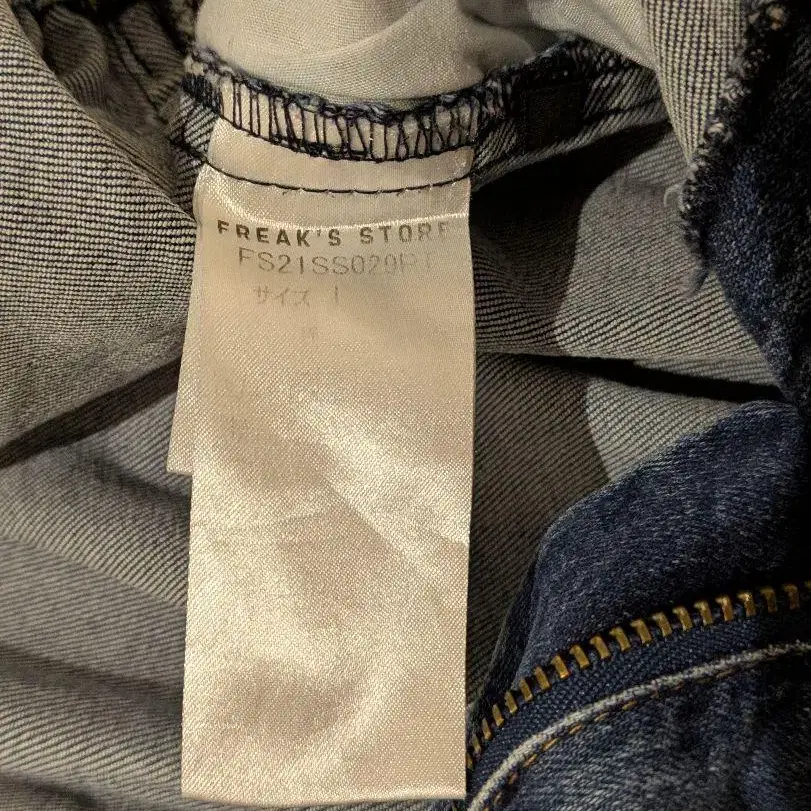 FREAK'S STORE
FS21SS029PT
サイズ 1